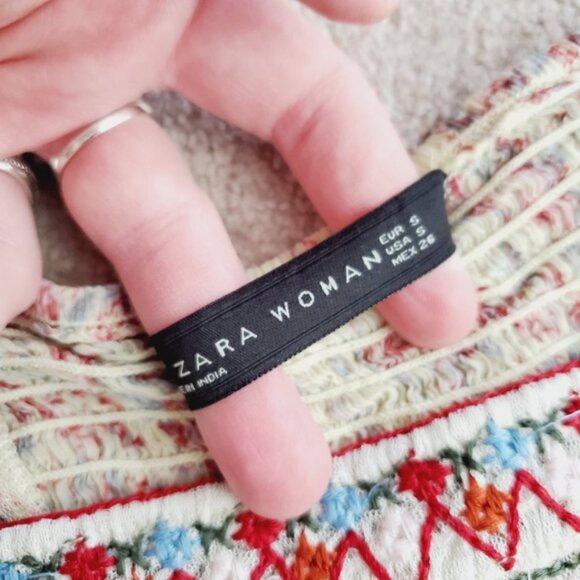 ZARA WOMAN
EUR S
USA S
MEX 26
IN INDIA